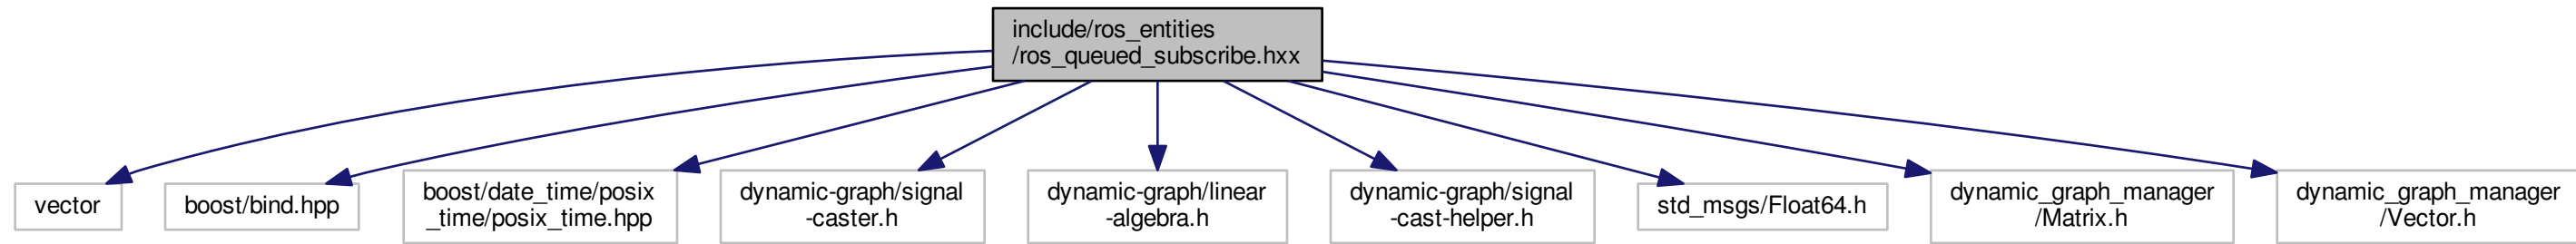 include/ros_entities
/ros_queued_subscribe.hxx
vector
boost/bind.hpp
boost/date_time/posix
_time/posix_time.hpp
dynamic-graph/signal
-caster.h
dynamic-graph/linear
-algebra.h
dynamic-graph/signal
-cast-helper.h
std_msgs/Float64.h
dynamic_graph_manager
/Matrix.h
dynamic_graph_manager
/Vector.h